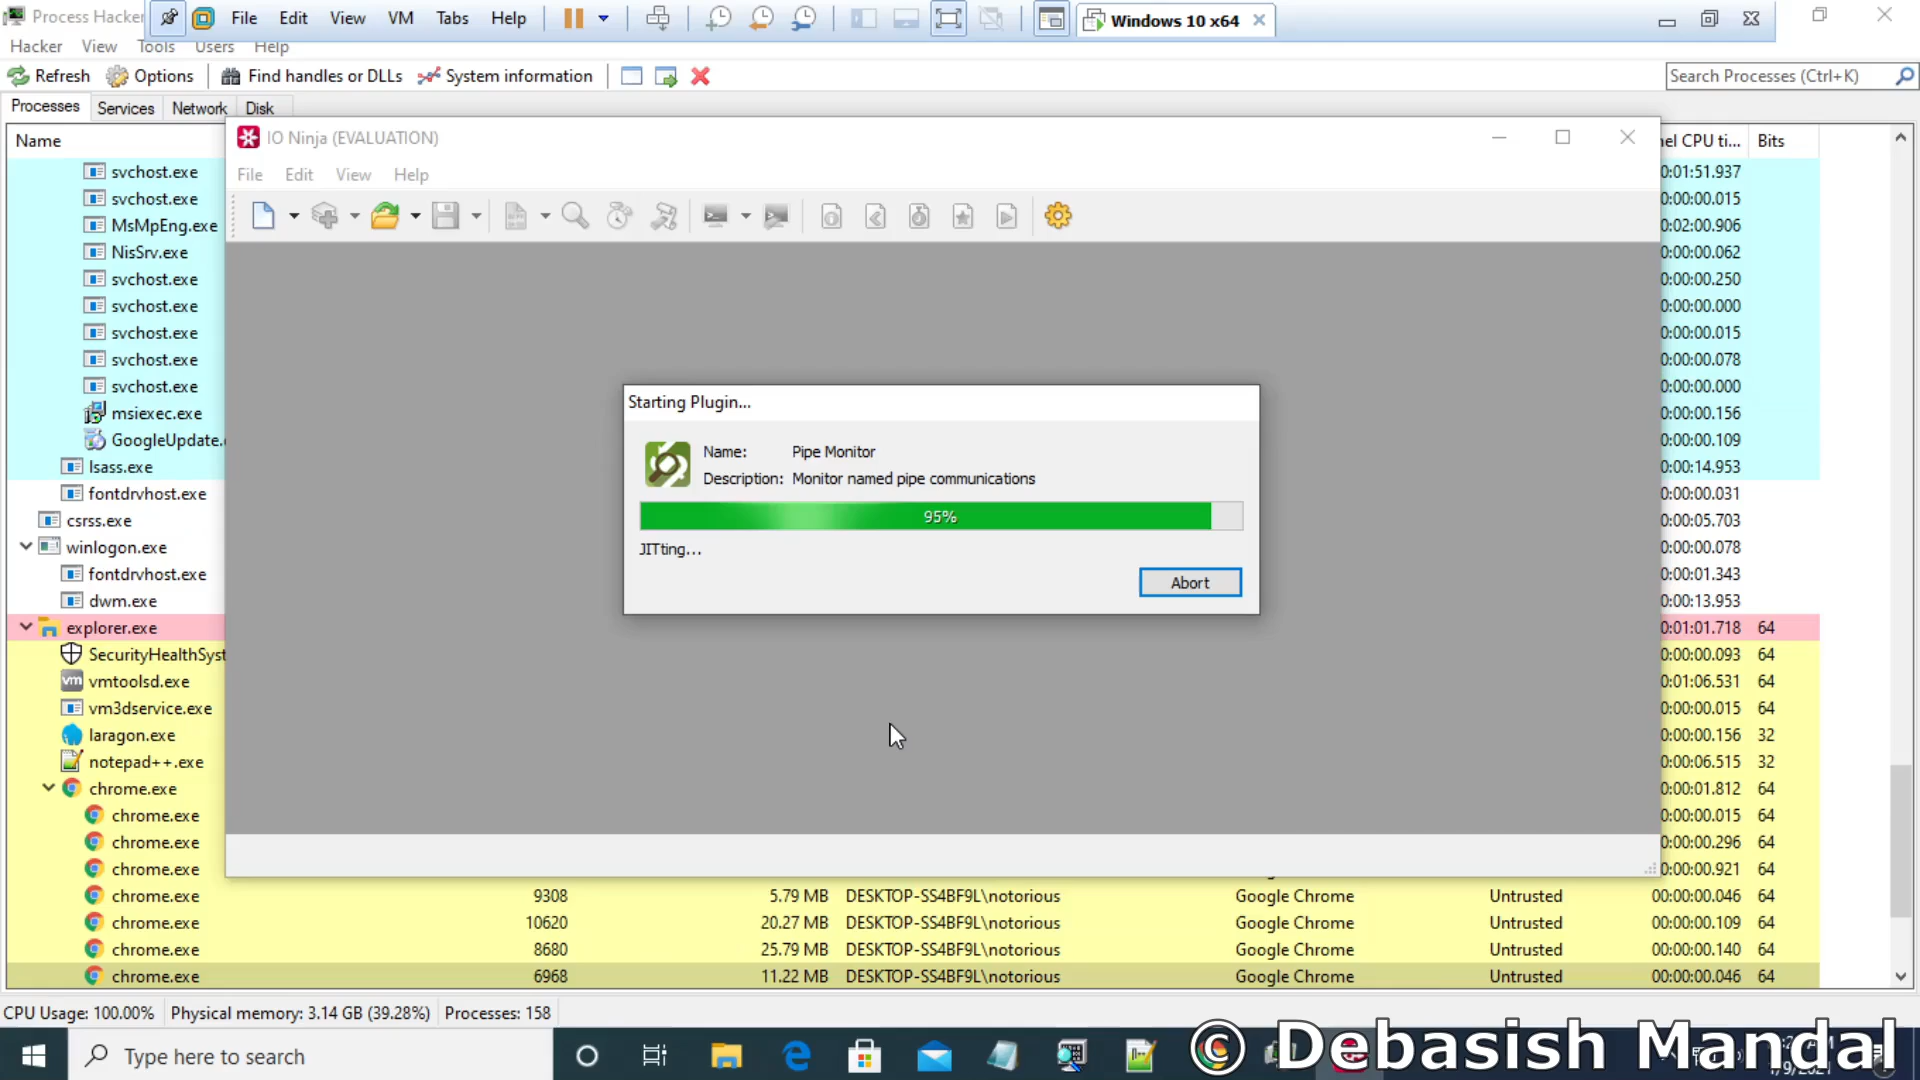 Process Hacker
File Edit View VM Tabs Help
Windows 10 x64
Hacker View Tools Users Help
Refresh Options Find handles or DLLs System information
Search Processes (Ctrl+K)
Processes Services Network Disk
IO Ninja (EVALUATION)
Name
nel CPU ti... Bits
File Edit View Help
svchost.exe 0:01:51.937
svchost.exe 0:00:00.015
MsMpEng.exe 0:02:00.906
NisSrv.exe 0:00:00.062
svchost.exe 0:00:00.250
svchost.exe 0:00:00.000
svchost.exe 0:00:00.015
svchost.exe 0:00:00.078
svchost.exe 0:00:00.000
msiexec.exe 0:00:00.156
GoogleUpdate. 0:00:00.109
lsass.exe 0:00:14.953
fontdrvhost.exe 0:00:00.031
csrss.exe 0:00:05.703
winlogon.exe 0:00:00.078
fontdrvhost.exe 0:00:01.343
dwm.exe 0:00:13.953
explorer.exe 0:01:01.718 64
SecurityHealthSyst 0:00:00.093 64
vmtoolsd.exe 0:01:06.531 64
vm3dservice.exe 0:00:00.015 64
laragon.exe 0:00:00.156 32
notepad++.exe 0:00:06.515 32
chrome.exe 0:00:01.812 64
chrome.exe 0:00:00.015 64
chrome.exe 0:00:00.296 64
chrome.exe 0:00:00.921 64
chrome.exe 9308 5.79 MB DESKTOP-SS4BF9L\notorious Google Chrome Untrusted 00:00:00.046 64
chrome.exe 10620 20.27 MB DESKTOP-SS4BF9L\notorious Google Chrome Untrusted 00:00:00.109 64
chrome.exe 8680 25.79 MB DESKTOP-SS4BF9L\notorious Google Chrome Untrusted 00:00:00.140 64
chrome.exe 6968 11.22 MB DESKTOP-SS4BF9L\notorious Google Chrome Untrusted 00:00:00.046 64
Starting Plugin...
Name: Pipe Monitor
Description: Monitor named pipe communications
95%
JITting...
Abort
CPU Usage: 100.00% Physical memory: 3.14 GB (39.28%) Processes: 158
Type here to search
© Debasish Mandal